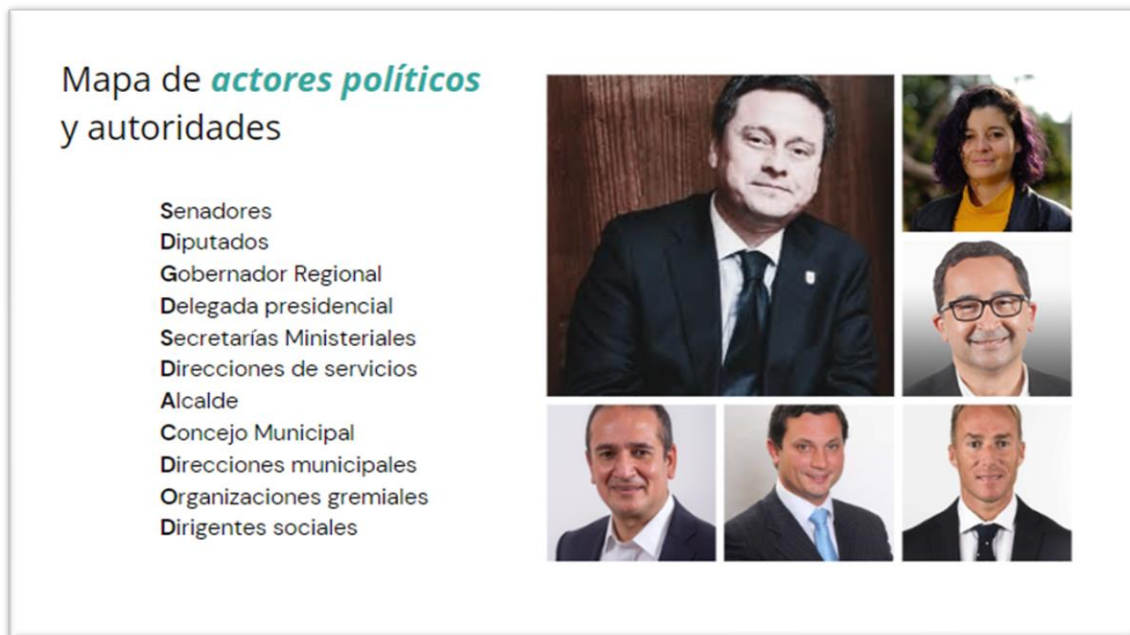 Mapa de actores políticos
y autoridades
Senadores
Diputados
Gobernador Regional
Delegada presidencial
Secretarías Ministeriales
Direcciones de servicios
Alcalde
Concejo Municipal
Direcciones municipales
Organizaciones gremiales
Dirigentes sociales